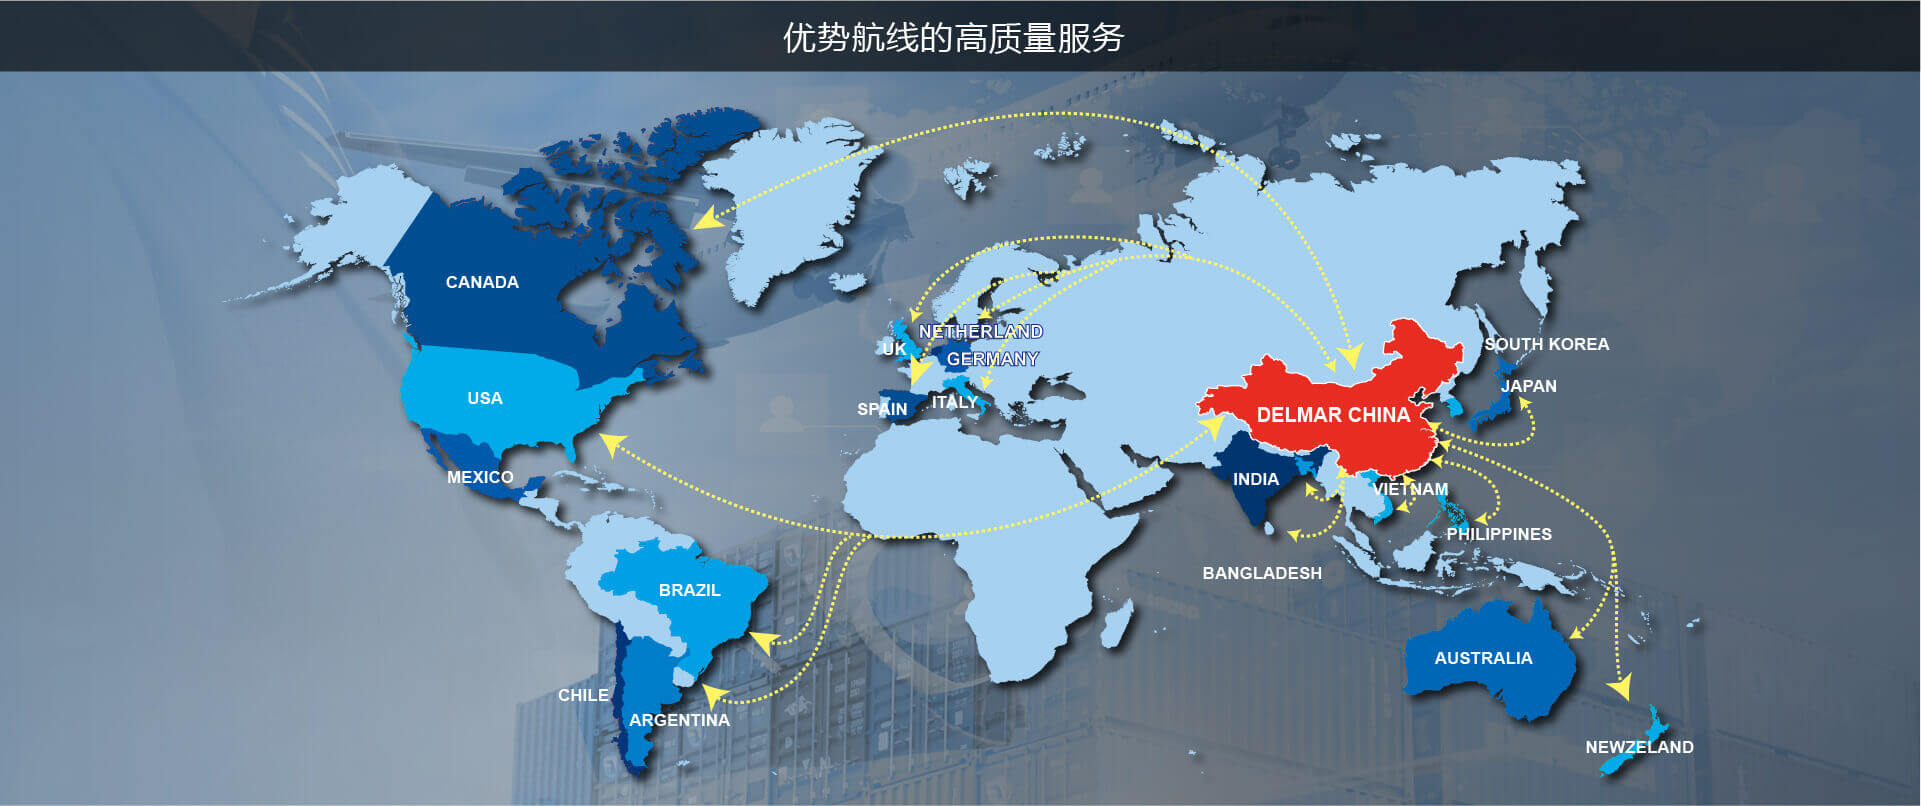 优势航线的高质量服务
CANADA
NETHERLAND
UK
GERMANY
SOUTH KOREA
JAPAN
USA
SPAIN
ITALY
DELMAR CHINA
MEXICO
INDIA
VIETNAM
PHILIPPINES
BANGLADESH
BRAZIL
AUSTRALIA
CHILE
ARGENTINA
NEWZELAND